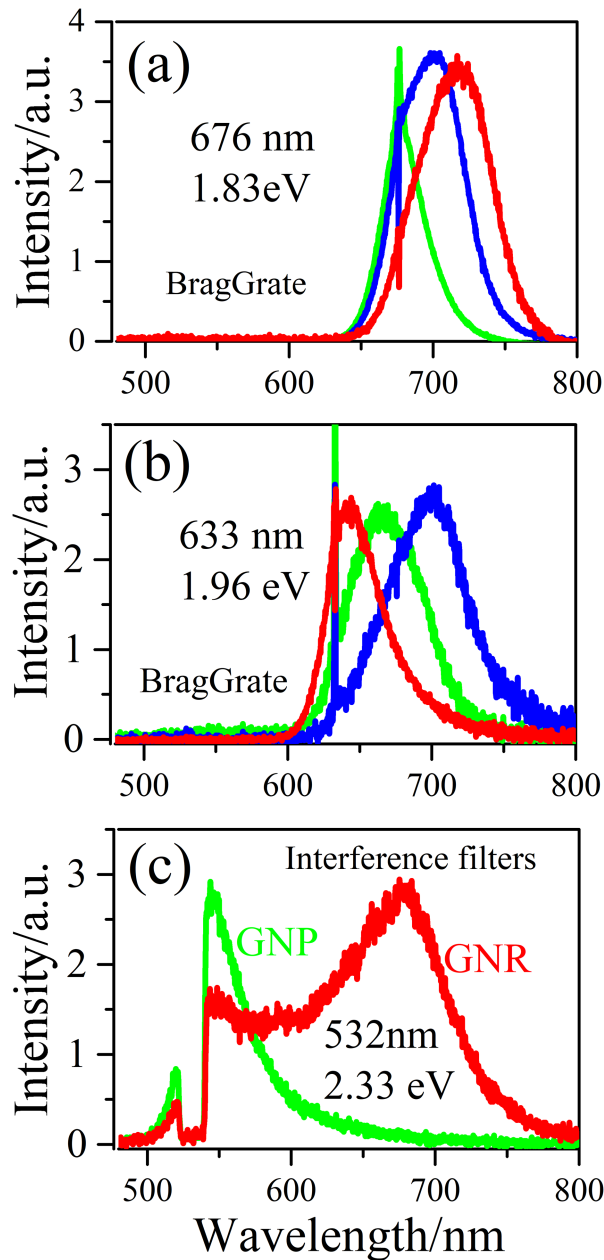 (a)
Intensity/a.u.
4
3
2
1
0
676 nm
1.83eV
BragGrate
500 600 700 800
(b)
Intensity/a.u.
3
2
1
0
633 nm
1.96 eV
BragGrate
500 600 700 800
(c)
Interference filters
Intensity/a.u.
3
2
1
0
GNP
GNR
532nm
2.33 eV
500 600 700 800
Wavelength/nm